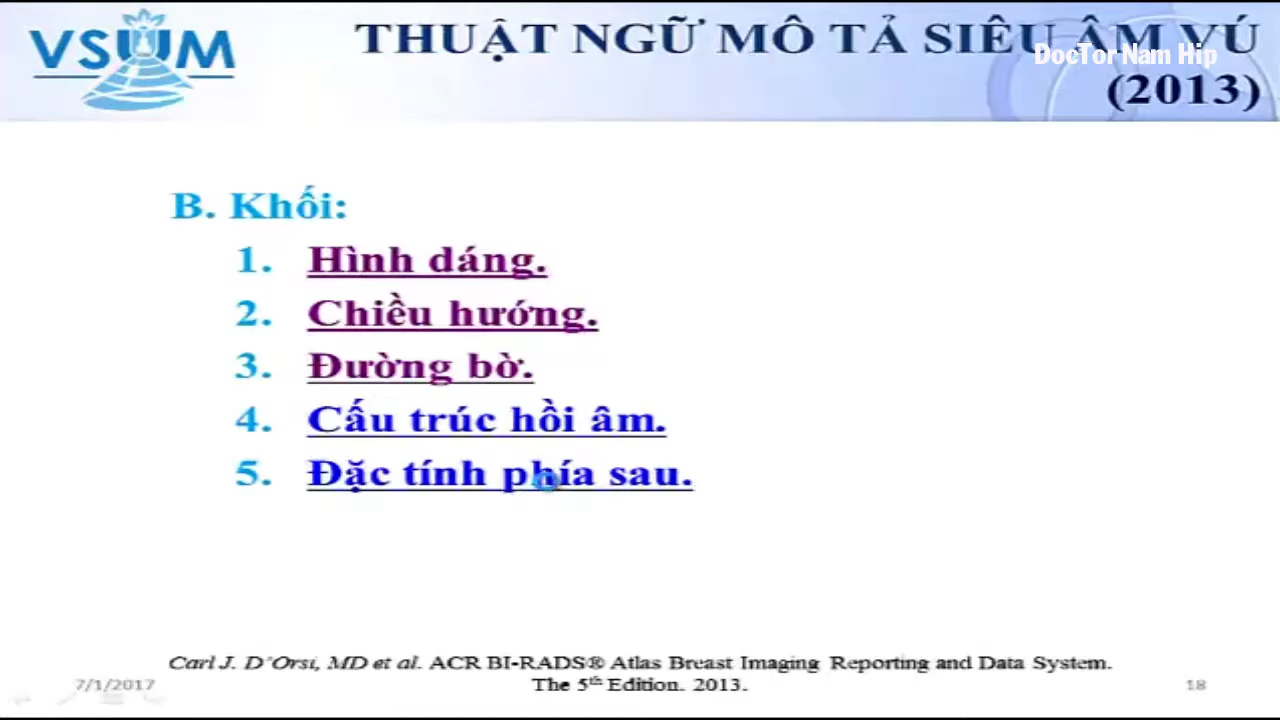 VSUM
THUẬT NGỮ MÔ TẢ SIÊU ÂM VÚ
DocTor Nam Hip
(2013)
B. Khối:
1. Hình dáng.
2. Chiều hướng.
3. Đường bờ.
4. Cấu trúc hồi âm.
5. Đặc tính phía sau.
Carl J. D'Orsi, MD et al. ACR BI-RADS® Atlas Breast Imaging Reporting and Data System.
The 5th Edition. 2013.
7/1/2017
18